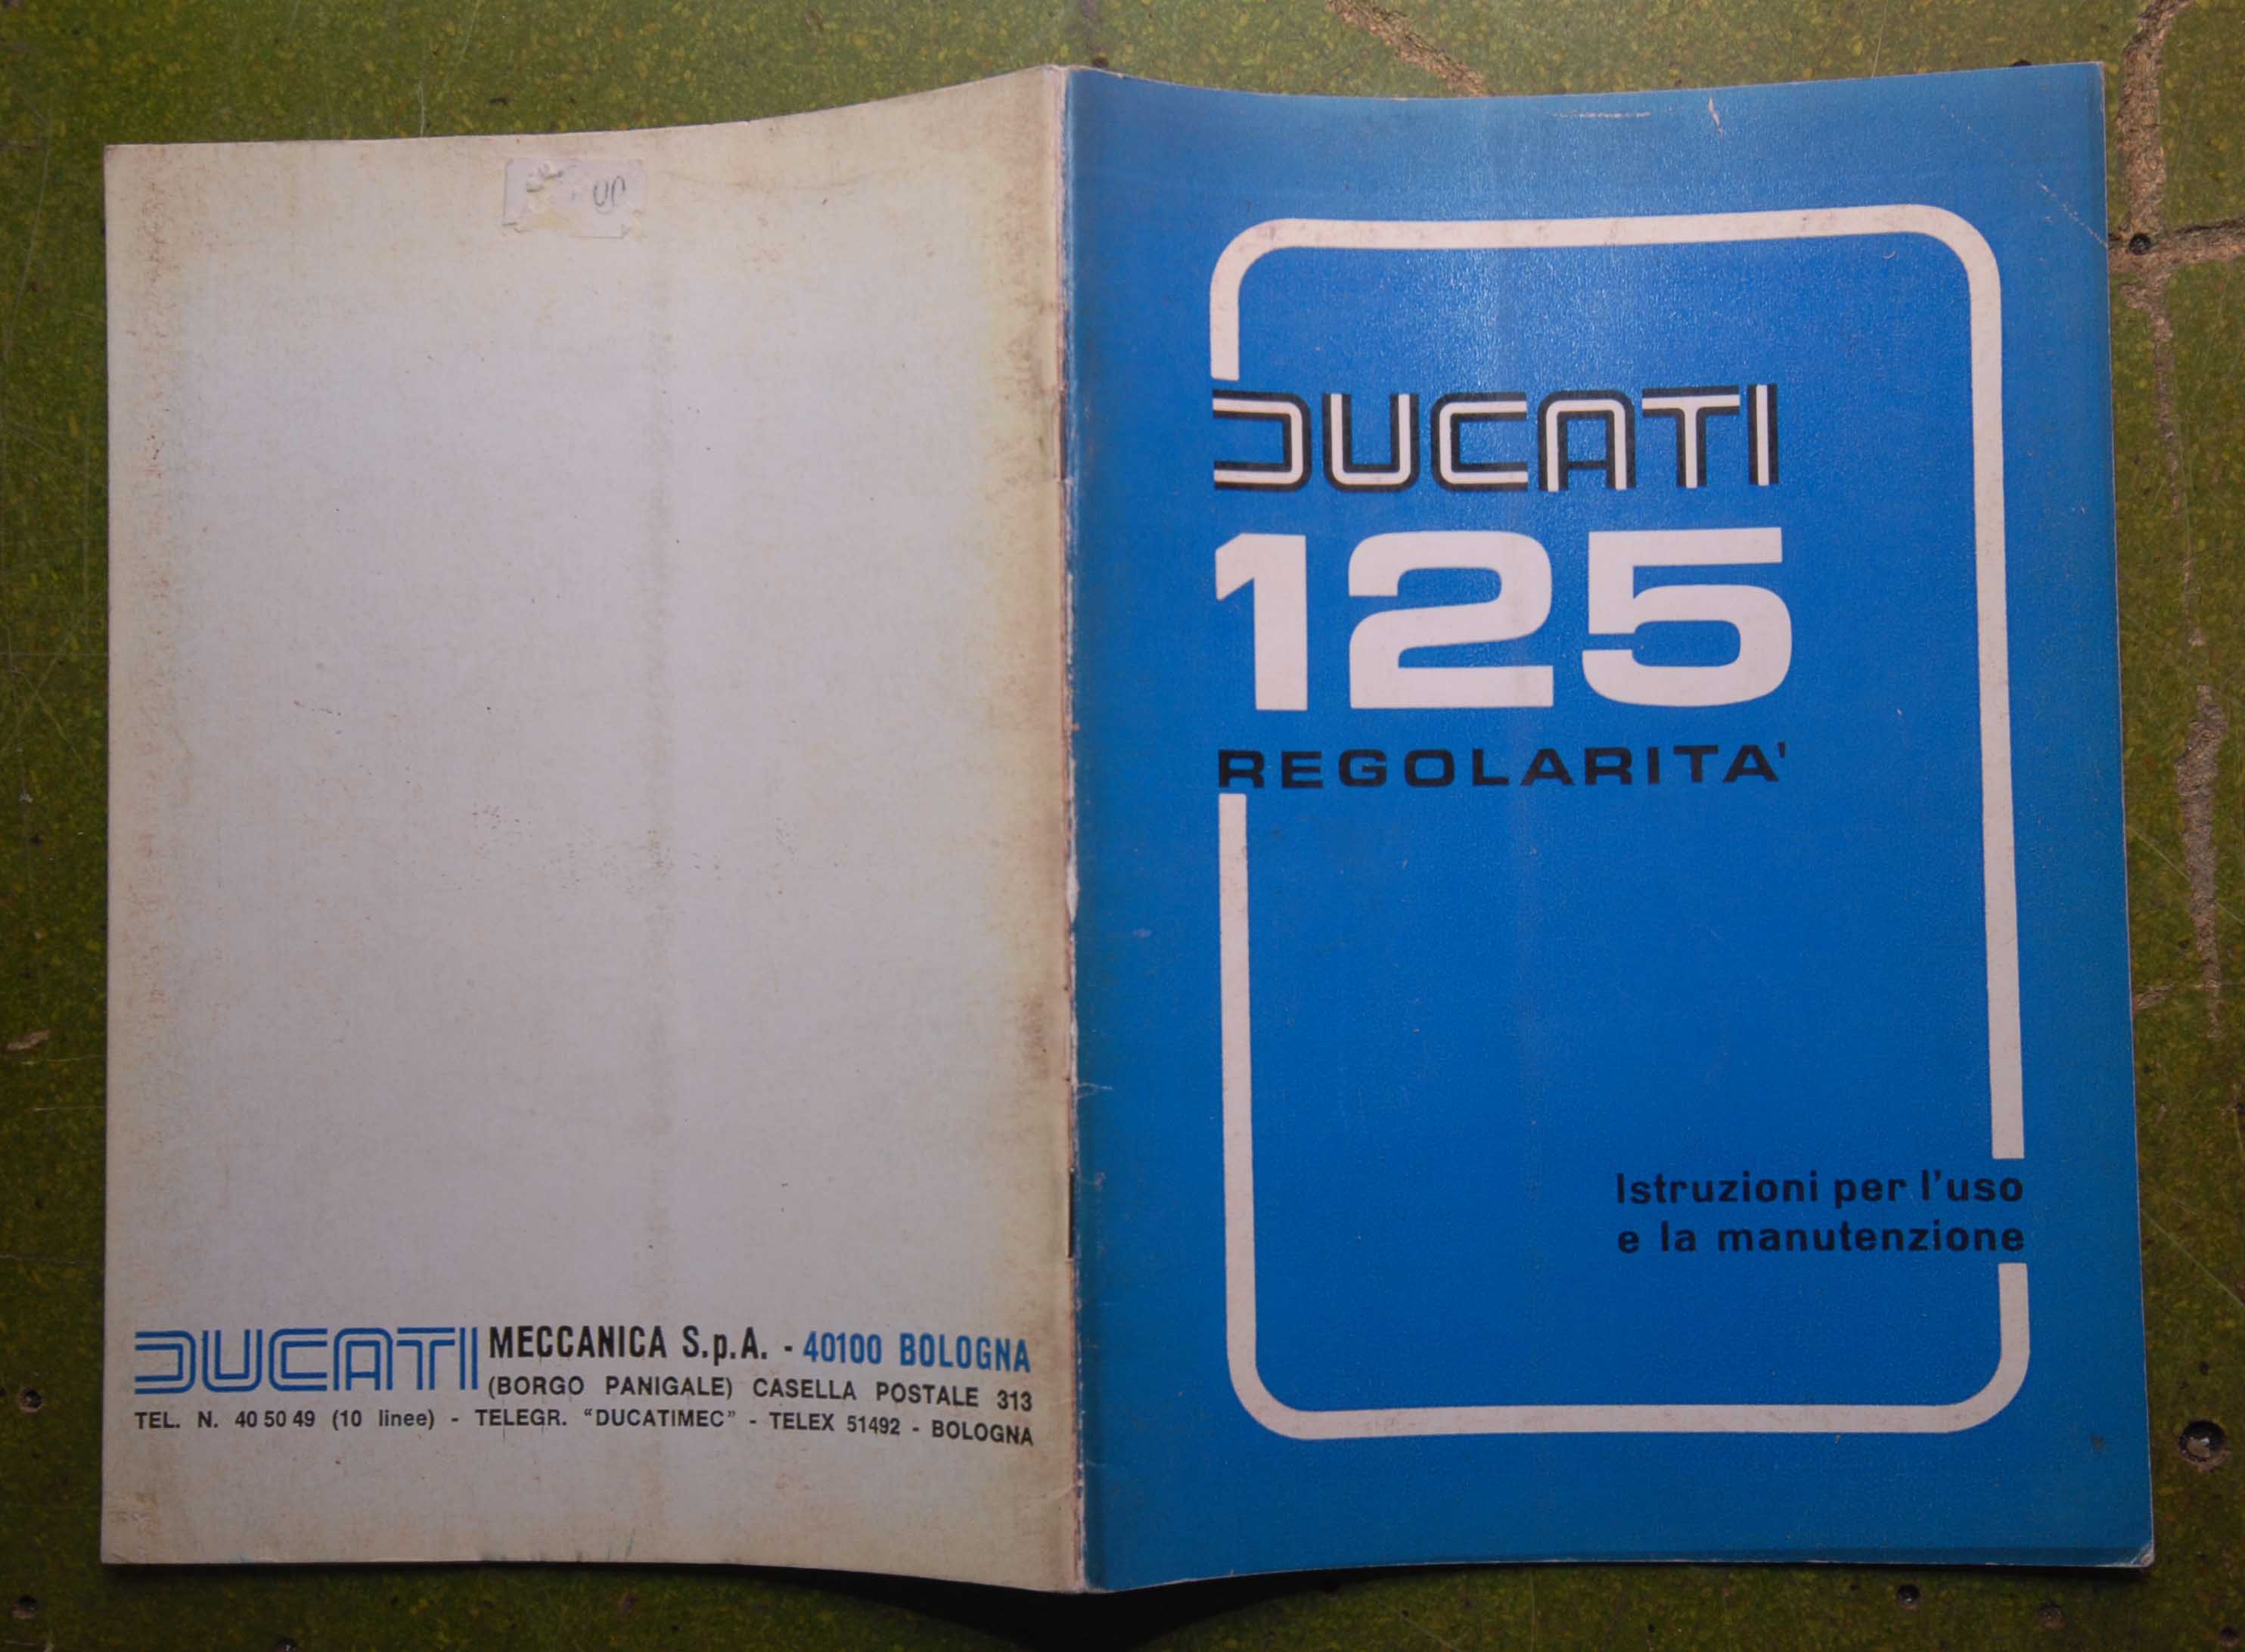 DUCATI
125
REGOLARITA'
Istruzioni per l'uso
e la manutenzione
DUCATI MECCANICA S.p.A. - 40100 BOLOGNA
(BORGO PANIGALE) CASELLA POSTALE 313
TEL. N. 40 50 49 (10 linee) - TELEGR. “DUCATIMEC” - TELEX 51492 - BOLOGNA